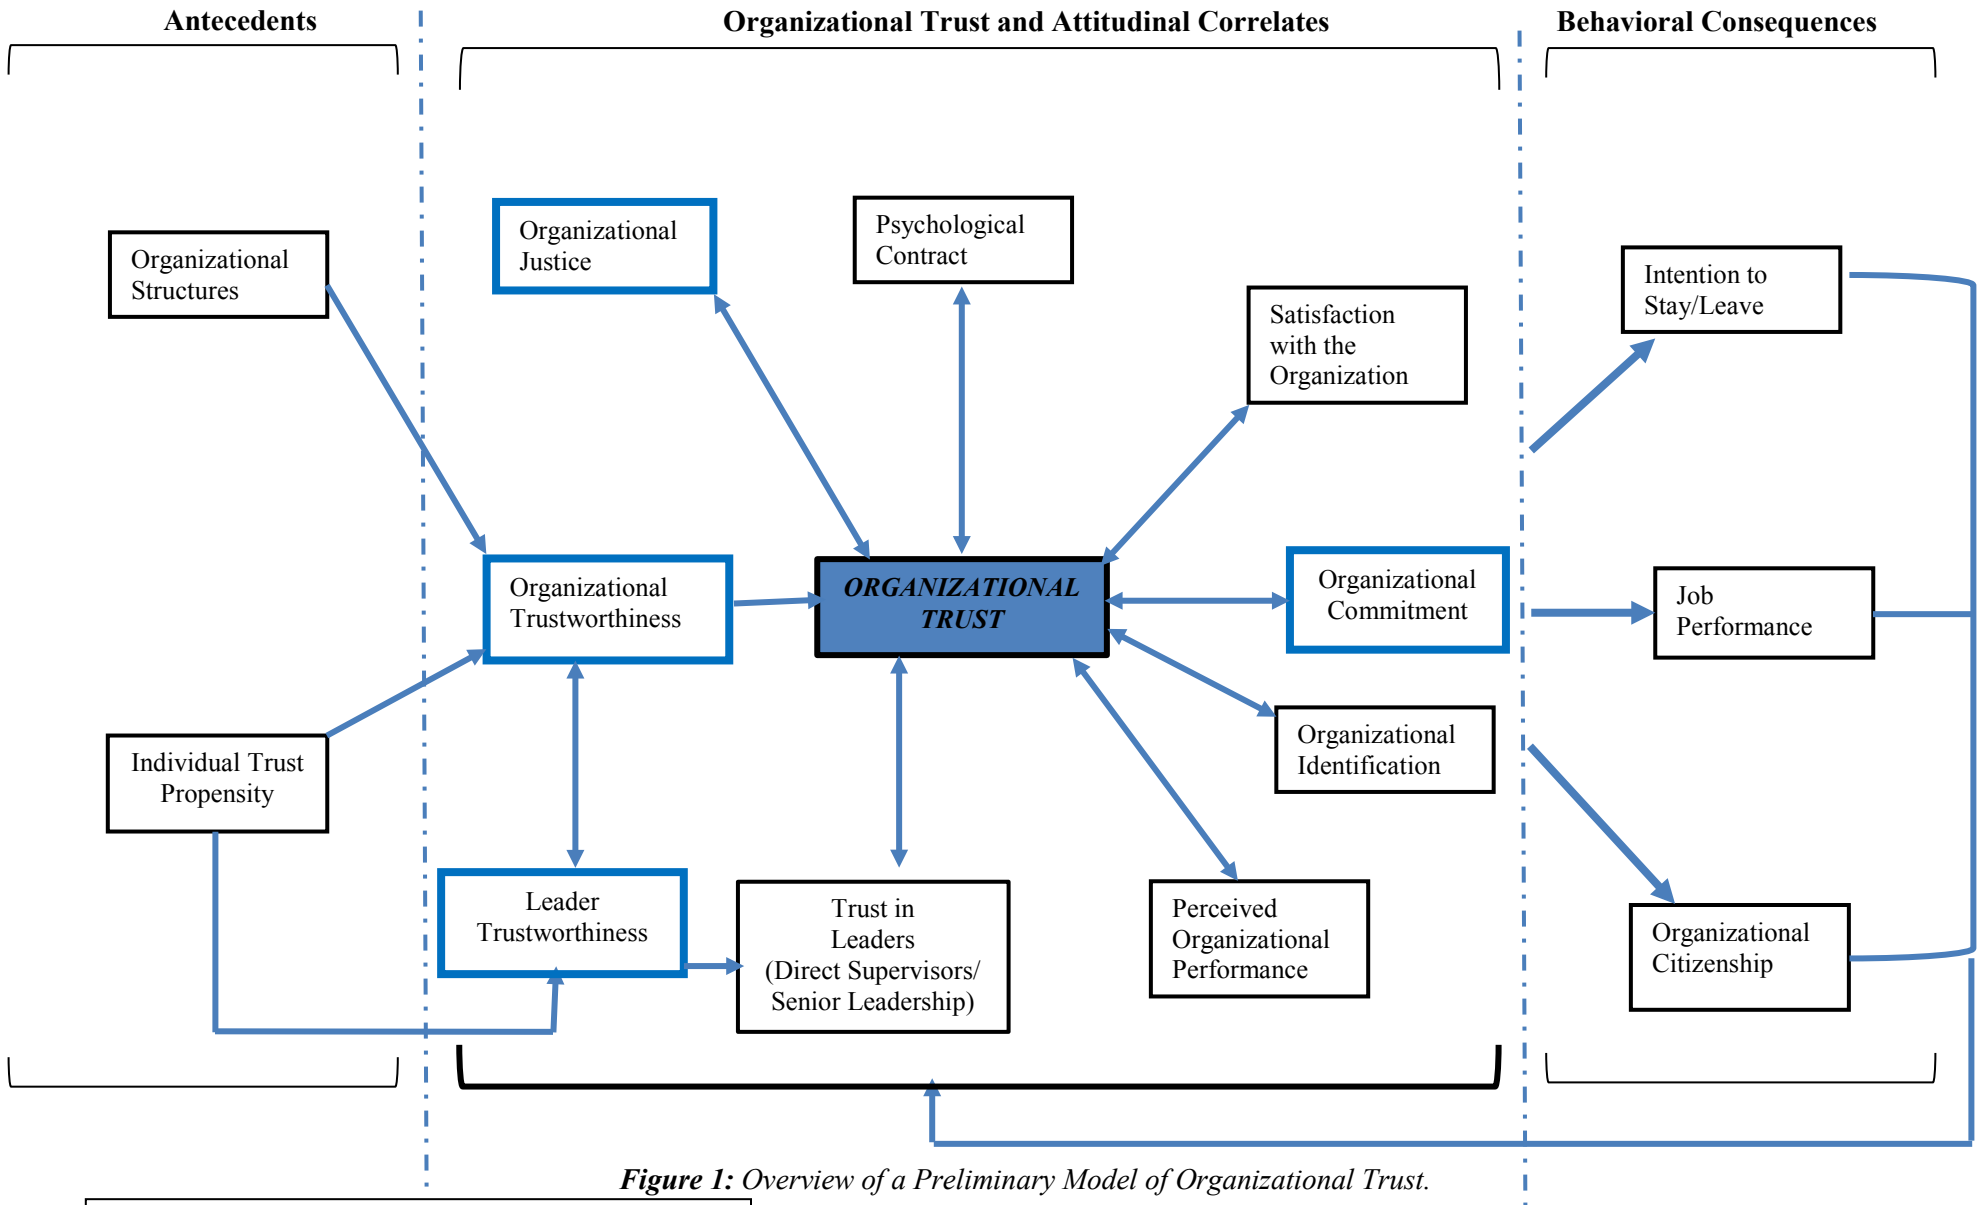 Antecedents
Organizational Trust and Attitudinal Correlates
Behavioral Consequences
Organizational
Structures
Organizational
Justice
Psychological
Contract
Satisfaction
with the
Organization
Intention to
Stay/Leave
Organizational
Trustworthiness
ORGANIZATIONAL
TRUST
Organizational
Commitment
Job
Performance
Individual Trust
Propensity
Organizational
Identification
Leader
Trustworthiness
Trust in
Leaders
(Direct Supervisors/
Senior Leadership)
Perceived
Organizational
Performance
Organizational
Citizenship
Figure 1: Overview of a Preliminary Model of Organizational Trust.